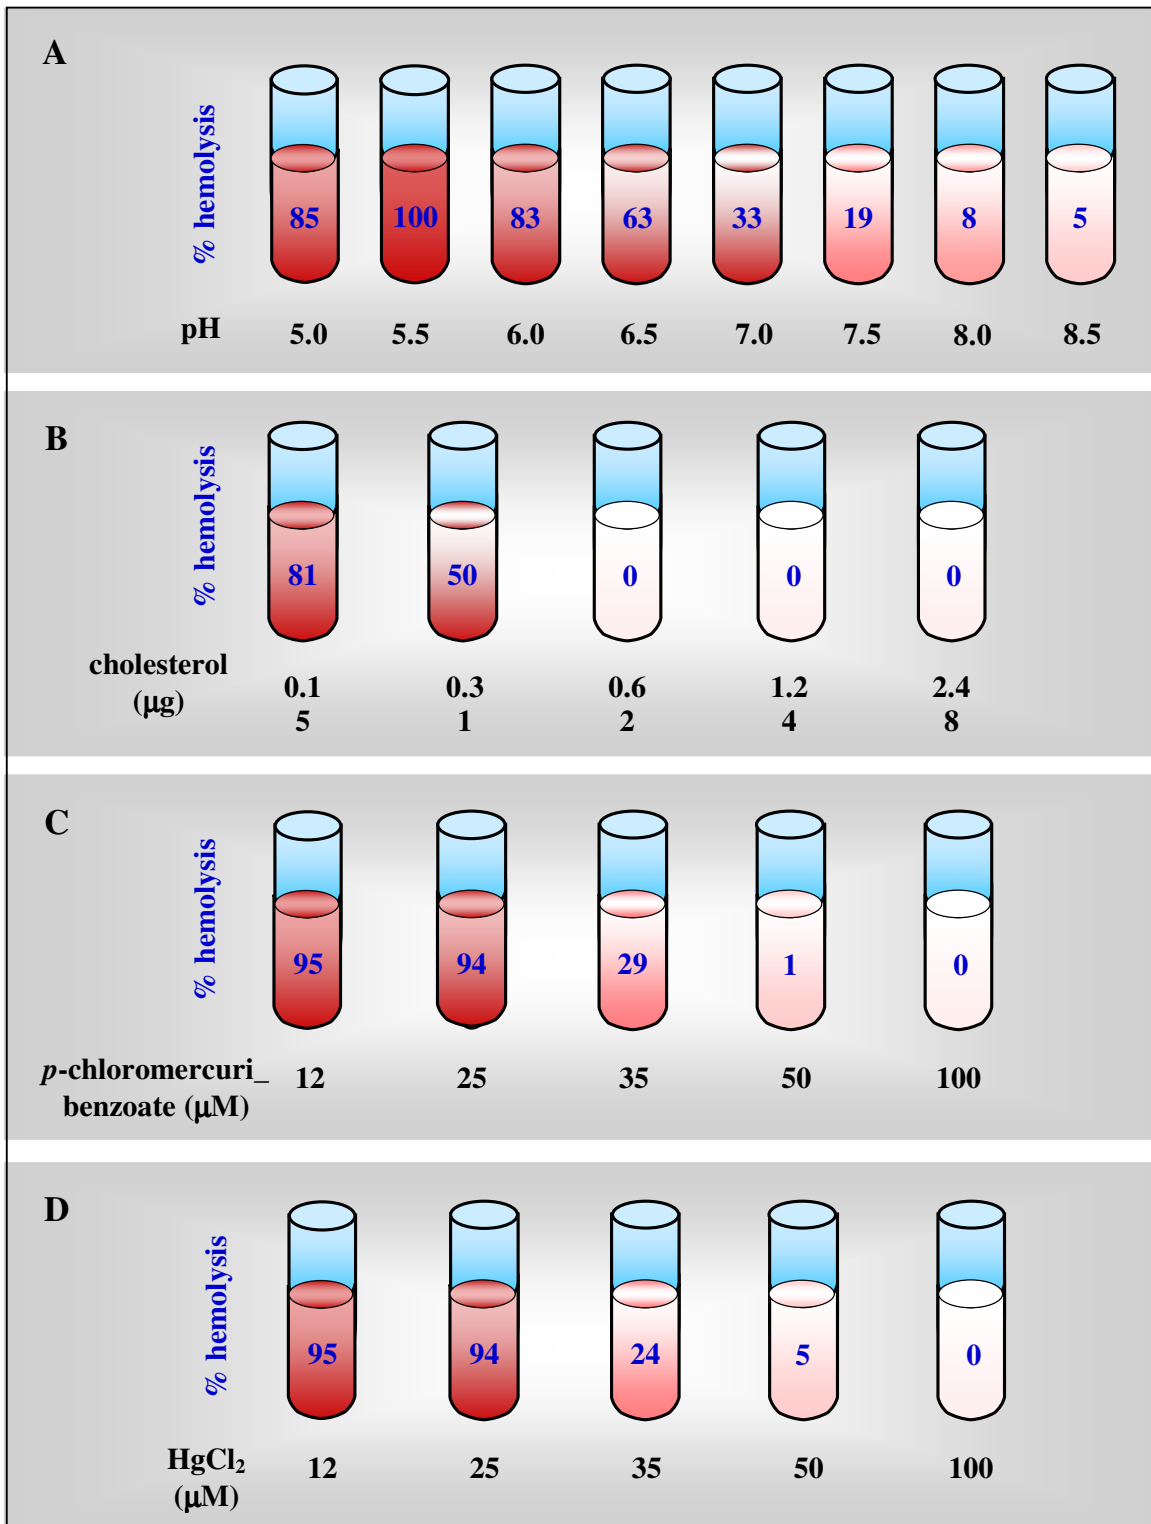 A
% hemolysis
85 100 83 63 33 19 8 5
pH 5.0 5.5 6.0 6.5 7.0 7.5 8.0 8.5
B
% hemolysis
81 50 0 0 0
cholesterol
(µg)
0.1 0.3 0.6 1.2 2.4
5 1 2 4 8
C
% hemolysis
95 94 29 1 0
p-chloromercuri_ 12 25 35 50 100
benzoate (µM)
D
% hemolysis
95 94 24 5 0
HgCl₂ 12 25 35 50 100
(µM)